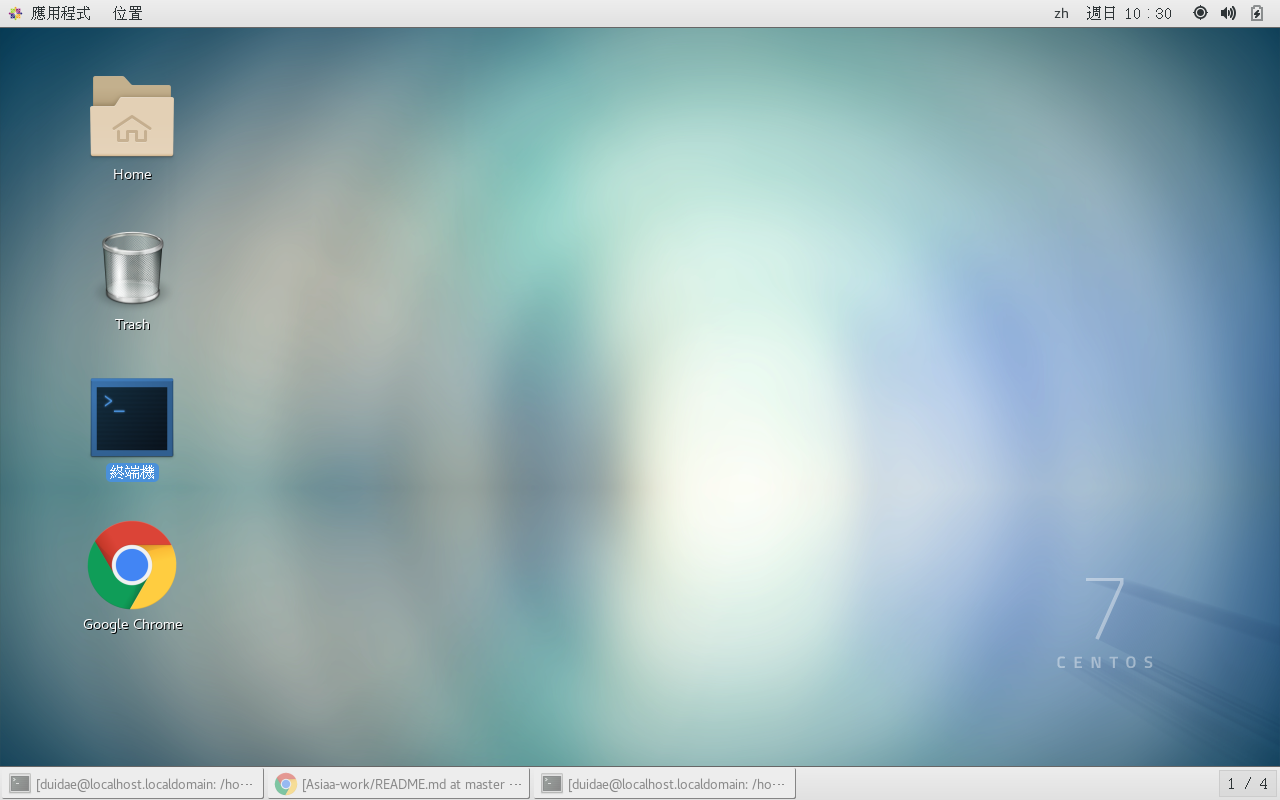 應用程式 位置 zh 週日 10：30
Home
Trash
>_
終端機
Google Chrome
7
CENTOS
[duidae@localhost.localdomain: /ho… [Asiaa-work/README.md at master … [duidae@localhost.localdomain: /ho… 1 / 4